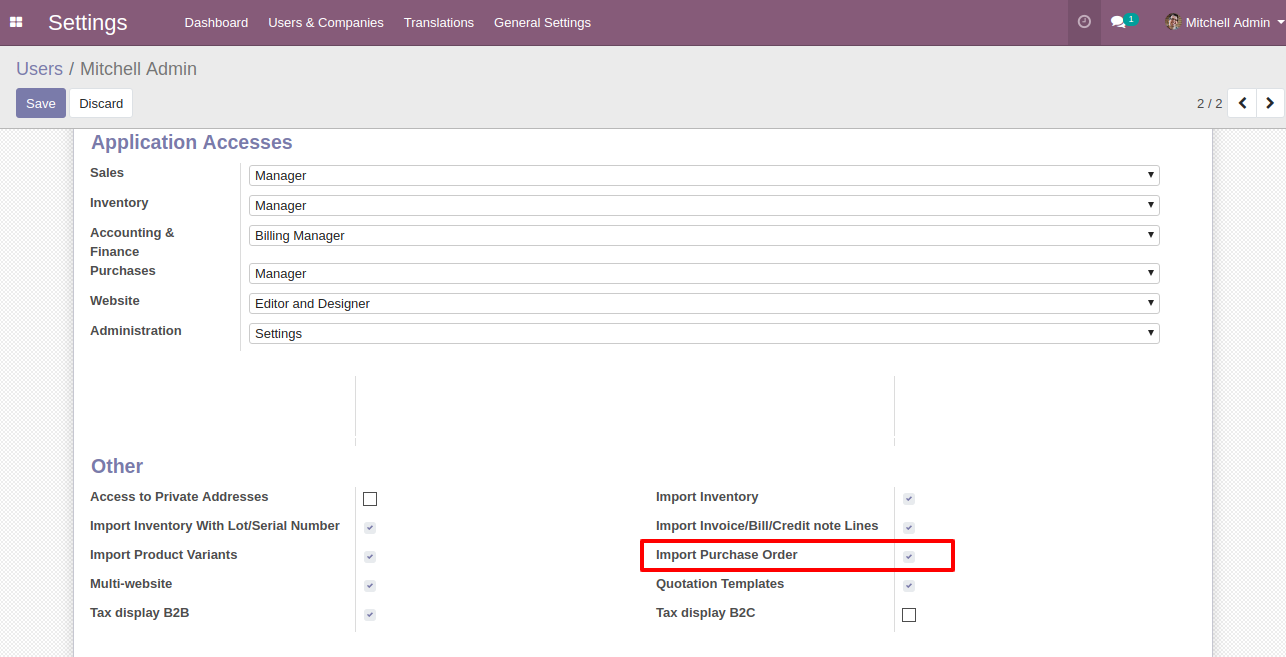 Settings Dashboard Users & Companies Translations General Settings 1 Mitchell Admin
Users / Mitchell Admin
Save Discard 2 / 2
Application Accesses
Sales Manager
Inventory Manager
Accounting & Finance Billing Manager
Purchases Manager
Website Editor and Designer
Administration Settings
Other
Access to Private Addresses Import Inventory
Import Inventory With Lot/Serial Number Import Invoice/Bill/Credit note Lines
Import Product Variants Import Purchase Order
Multi-website Quotation Templates
Tax display B2B Tax display B2C